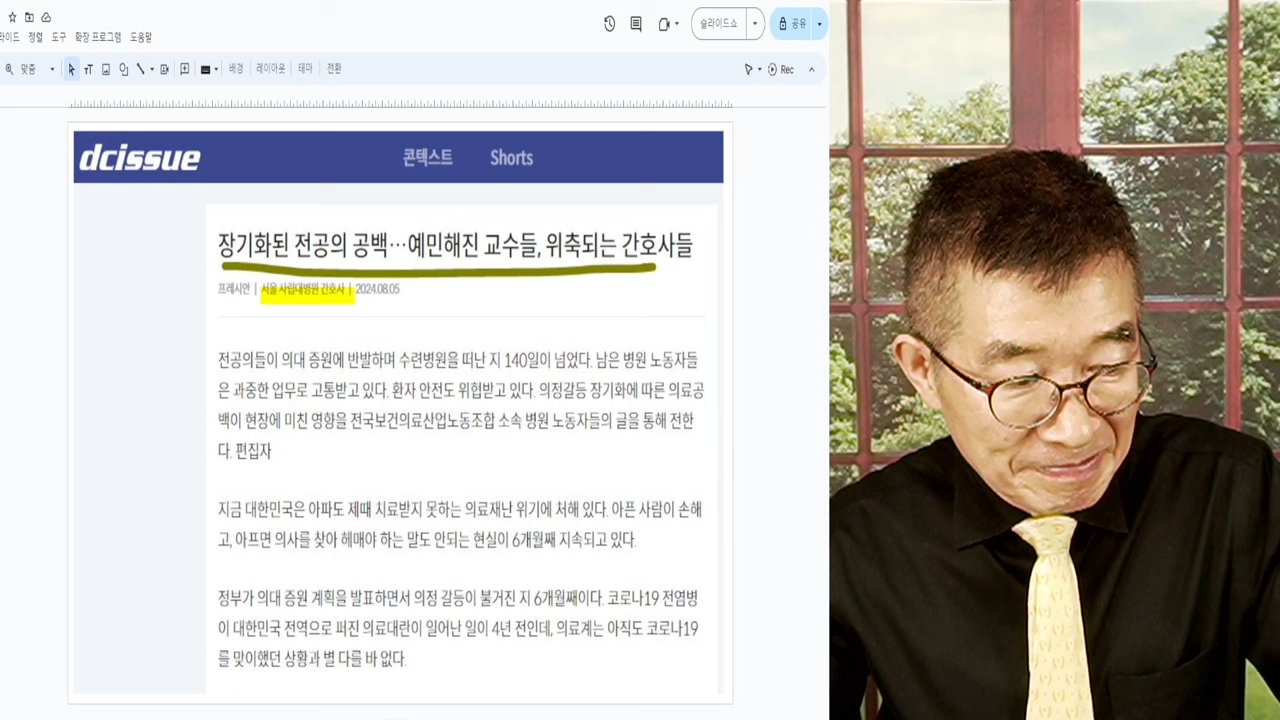 라이드 정렬 도구 확장 프로그램 도움말
슬라이드쇼
공유
맞춤
배경 레이아웃 테마 전환
Rec
dcissue
콘텍스트 Shorts
장기화된 전공의 공백…예민해진 교수들, 위축되는 간호사들
프레시안 | 서울 사립대병원 간호사 | 2024.08.05
전공의들이 의대 증원에 반발하며 수련병원을 떠난 지 140일이 넘었다. 남은 병원 노동자들
은 과중한 업무로 고통받고 있다. 환자 안전도 위협받고 있다. 의정갈등 장기화에 따른 의료공
백이 현장에 미친 영향을 전국보건의료산업노동조합 소속 병원 노동자들의 글을 통해 전한
다. 편집자
지금 대한민국은 아파도 제때 치료받지 못하는 의료재난 위기에 처해 있다. 아픈 사람이 손해
고, 아프면 의사를 찾아 헤매야 하는 말도 안되는 현실이 6개월째 지속되고 있다.
정부가 의대 증원 계획을 발표하면서 의정 갈등이 불거진 지 6개월째이다. 코로나19 전염병
이 대한민국 전역으로 퍼진 의료대란이 일어난 일이 4년 전인데, 의료계는 아직도 코로나19
를 맞이했던 상황과 별 다를 바 없다.